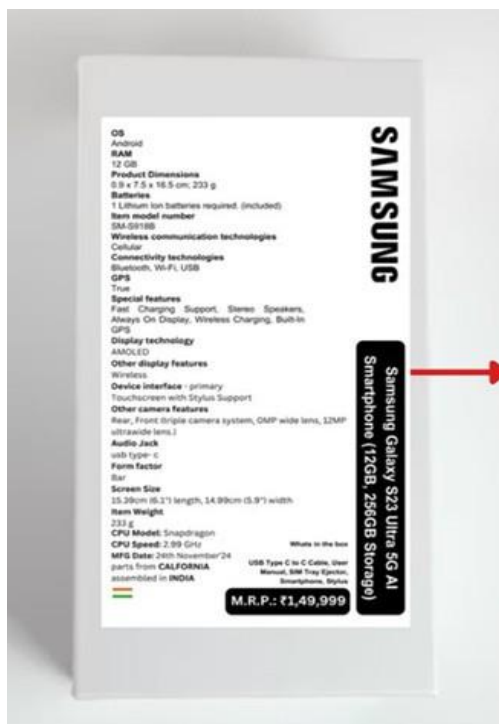 OS
Android
RAM
12 GB
Product Dimensions
0.9 x 7.5 x 16.5 cm; 233 g
Batteries
1 Lithium Ion batteries required. (included)
Item model number
SM-S918B
Wireless communication technologies
Cellular
Connectivity technologies
Bluetooth, Wi-Fi, USB
GPS
True
Special features
Fast Charging Support, Stereo Speakers,
Always On Display, Wireless Charging, Built-In
GPS
Display technology
AMOLED
Other display features
Wireless
Device interface - primary
Touchscreen with Stylus Support
Other camera features
Rear, Front (triple camera system, OMP wide lens, 12MP
ultrawide lens.)
Audio Jack
usb type- c
Form factor
Bar
Screen Size
15.39cm (6.1") length, 14.99cm (5.9") width
Item Weight
233 g
CPU Model: Snapdragon
CPU Speed: 2.99 GHz
MFG Date: 24th November'24
parts from CALFORNIA
assembled in INDIA
Whats in the box
USB Type C to C Cable, User
Manual, SIM Tray Ejector,
Smartphone, Stylus
M.R.P.: ₹1,49,999
SAMSUNG
Samsung Galaxy S23 Ultra 5G AI
Smartphone (12GB, 256GB Storage)